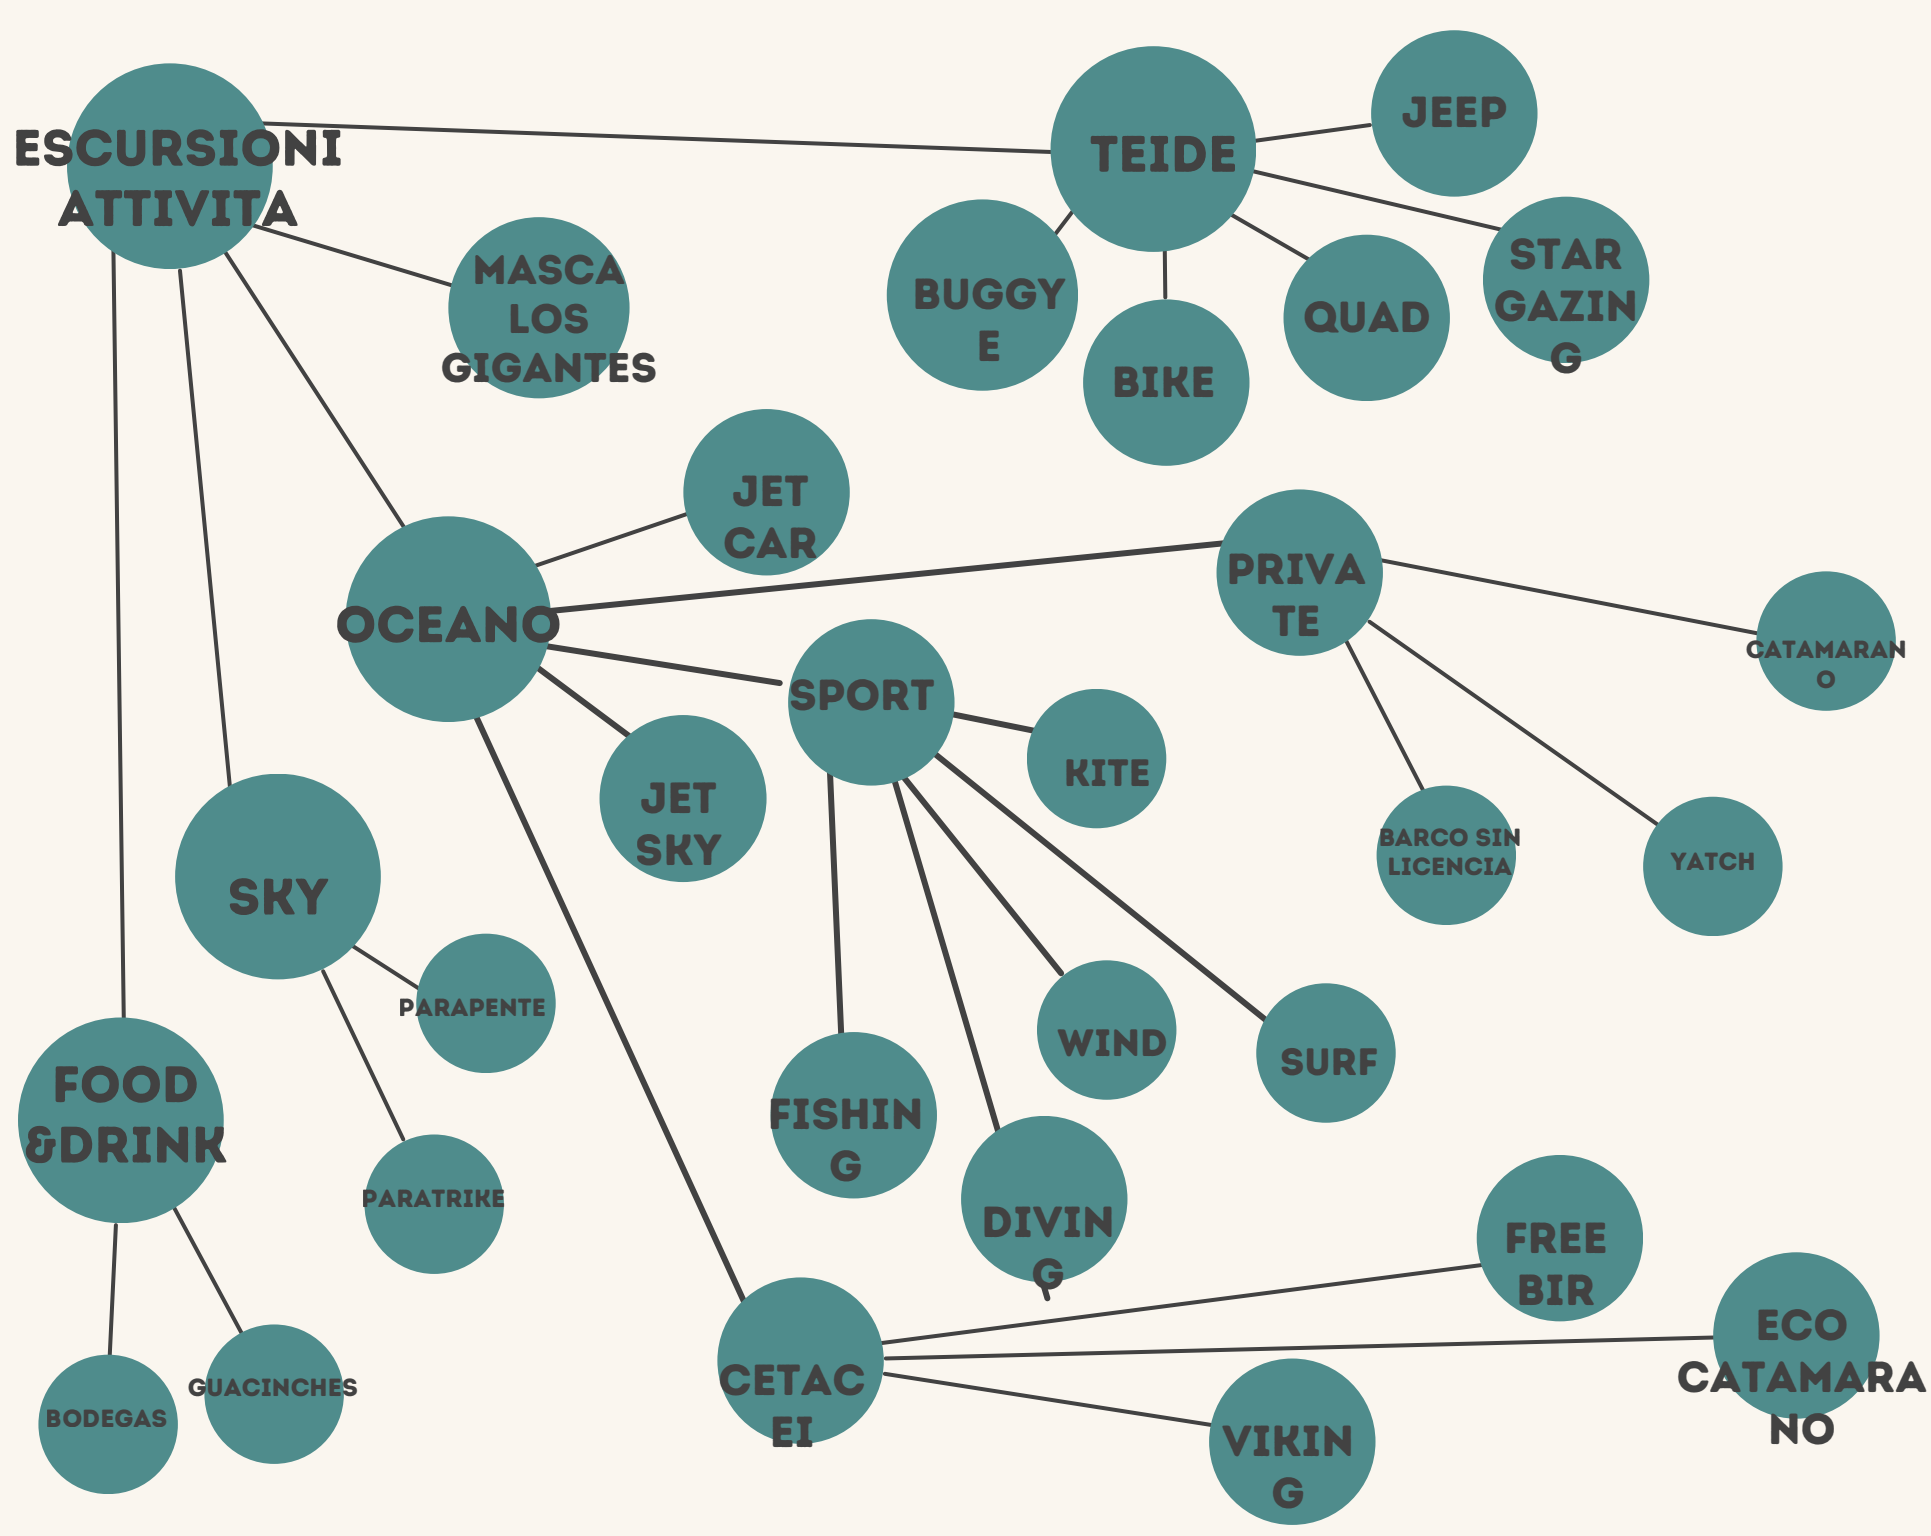 ESCURSIONI
ATTIVITA
TEIDE
JEEP
STAR
GAZIN
G
QUAD
BIKE
BUGGY
E
MASCA
LOS
GIGANTES
JET
CAR
OCEANO
PRIVA
TE
CATAMARAN
O
BARCO SIN
LICENCIA
YATCH
SPORT
KITE
JET
SKY
SKY
PARAPENTE
PARATRIKE
WIND
SURF
FISHIN
G
DIVIN
G
FOOD
&DRINK
BODEGAS
GUACINCHES
CETAC
EI
FREE
BIR
ECO
CATAMARA
NO
VIKIN
G